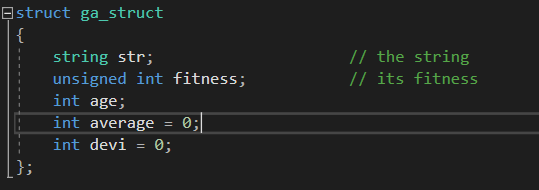 struct ga_struct
{
string str; // the string
unsigned int fitness; // its fitness
int age;
int average = 0;
int devi = 0;
};